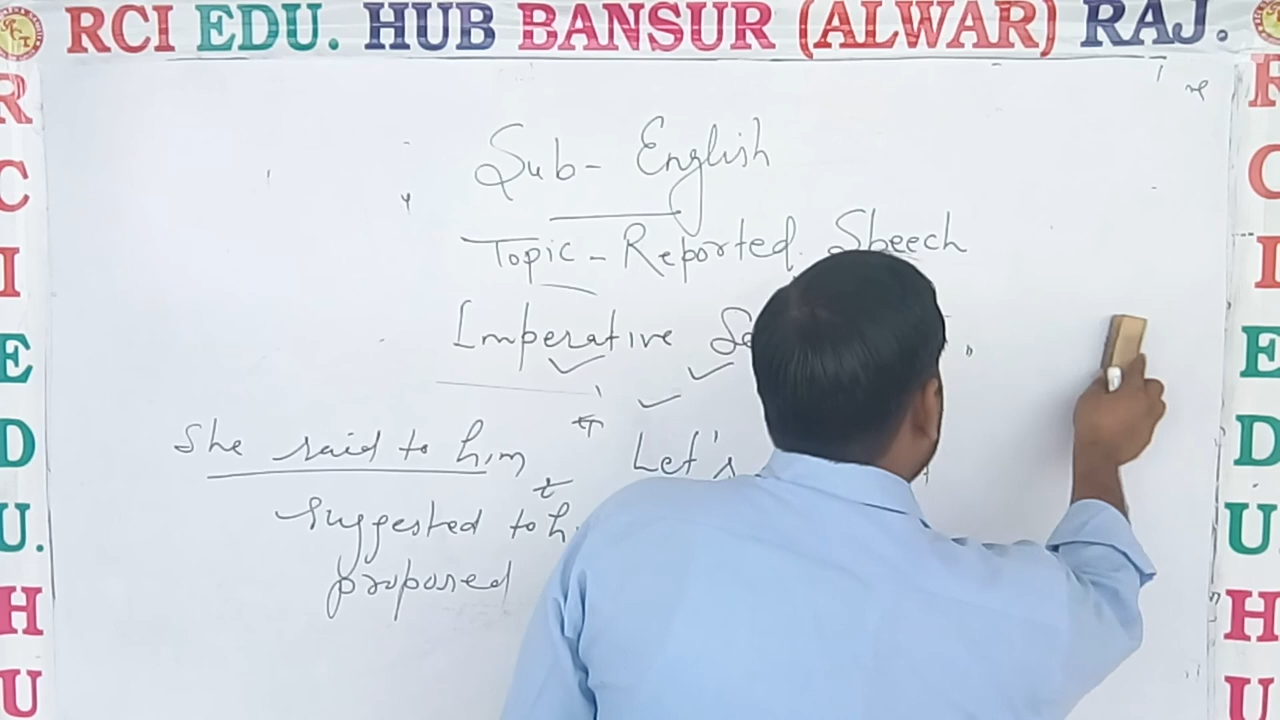 RCI EDU. HUB BANSUR (ALWAR) RAJ.
R
C
I
E
D
U.
H
U
R
C
I
E
D
U.
H
U
Sub- English
Topic - Reported Speech
Imperative
She said to him Let's
suggested to
proposed